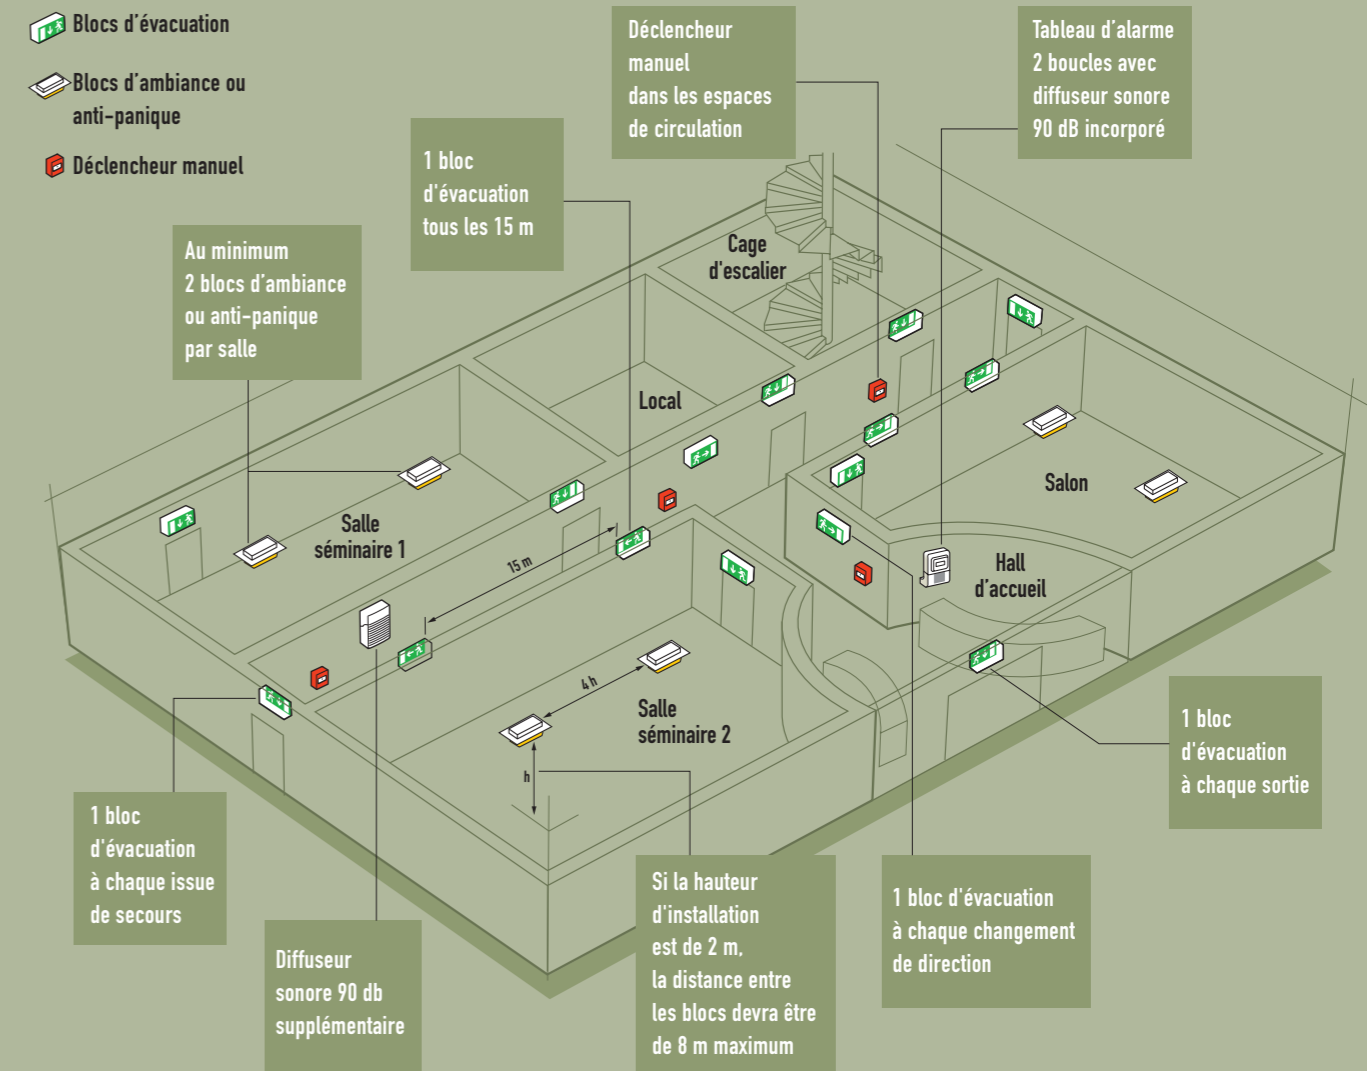 Blocs d'évacuation
Blocs d'ambiance ou
anti-panique
Déclencheur manuel
Déclencheur
manuel
dans les espaces
de circulation
Tableau d'alarme
2 boucles avec
diffuseur sonore
90 dB incorporé
1 bloc
d'évacuation
tous les 15 m
Au minimum
2 blocs d'ambiance
ou anti-panique
par salle
Cage
d'escalier
Local
Salon
Salle
séminaire 1
15 m
Hall
d'accueil
4 h
Salle
séminaire 2
h
1 bloc
d'évacuation
à chaque sortie
1 bloc
d'évacuation
à chaque issue
de secours
Diffuseur
sonore 90 db
supplémentaire
Si la hauteur
d'installation
est de 2 m,
la distance entre
les blocs devra être
de 8 m maximum
1 bloc d'évacuation
à chaque changement
de direction